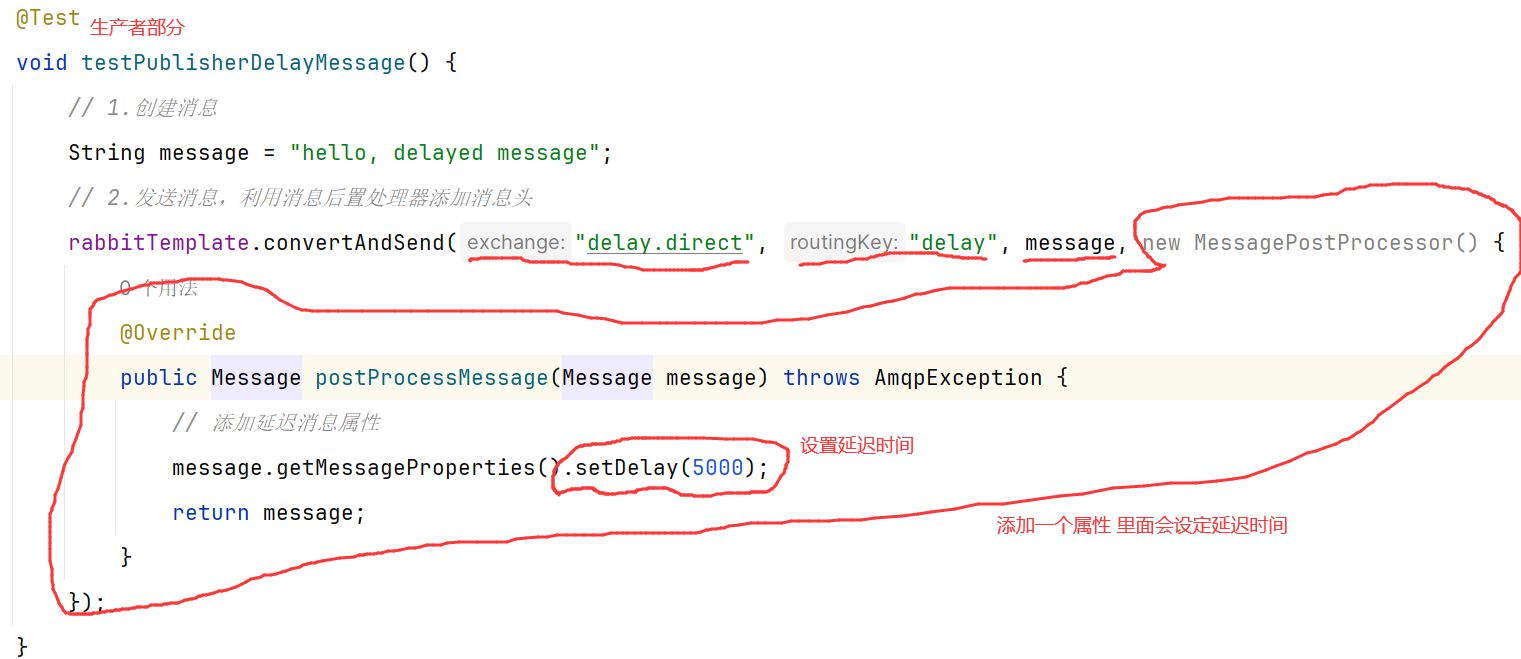 @Test 生产者部分
void testPublisherDelayMessage() {
// 1.创建消息
String message = "hello, delayed message";
// 2.发送消息，利用消息后置处理器添加消息头
rabbitTemplate.convertAndSend( exchange: "delay.direct", routingKey: "delay", message, new MessagePostProcessor() {
0 个用法
@Override
public Message postProcessMessage(Message message) throws AmqpException {
// 添加延迟消息属性
设置延迟时间
message.getMessageProperties().setDelay(5000);
return message;
添加一个属性 里面会设定延迟时间
}
});
}